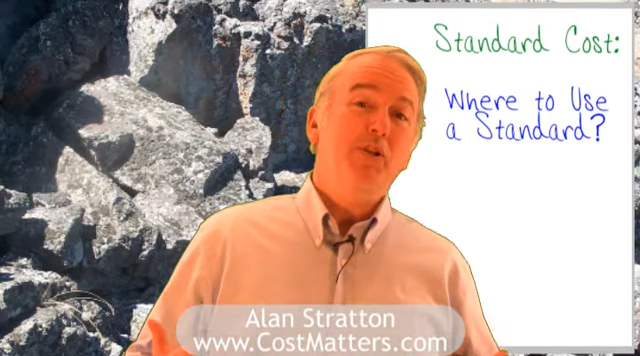 Standard Cost:
Where to Use
a Standard?
Alan Stratton
www.CostMatters.com